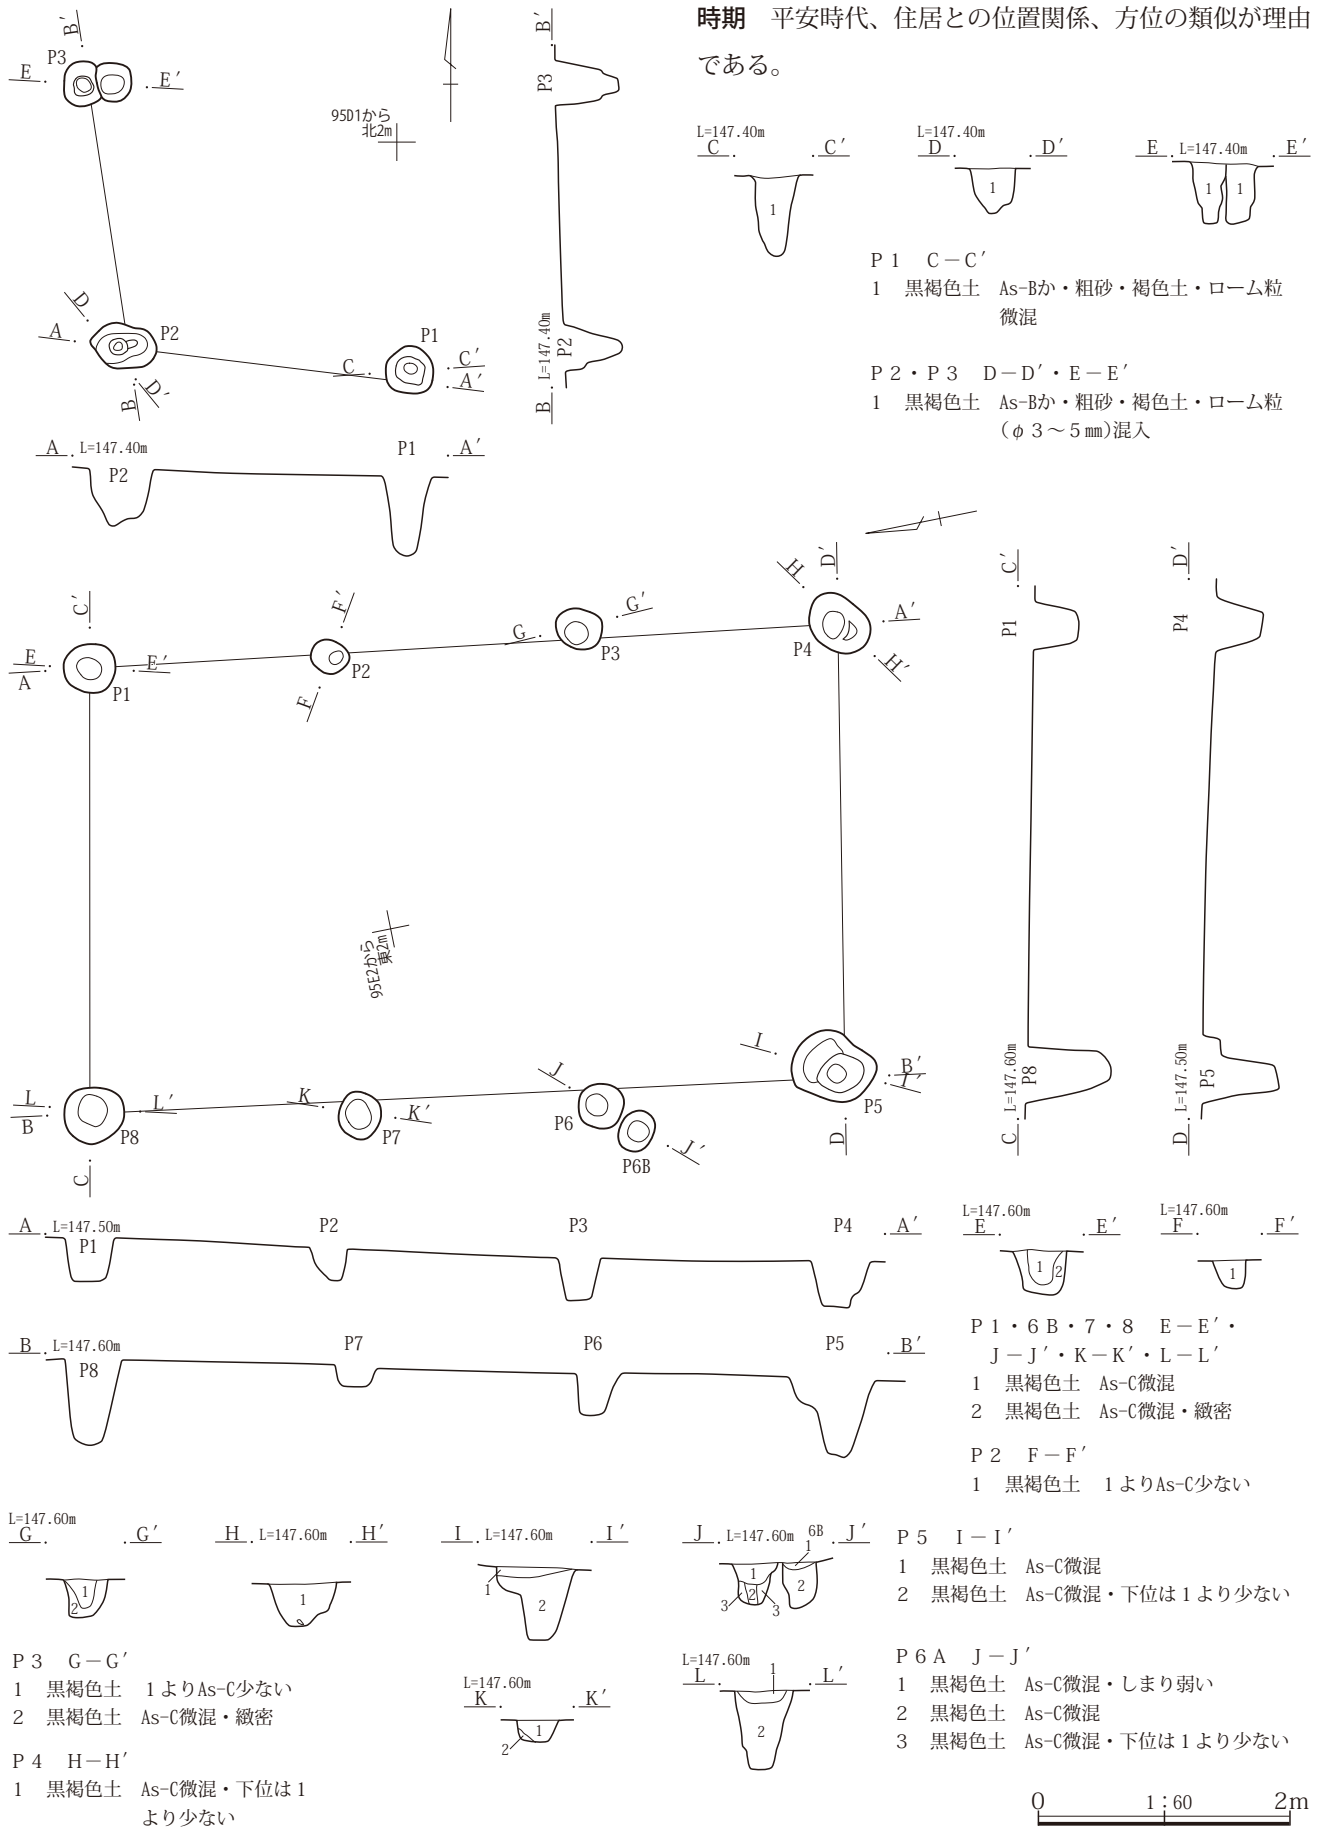 時期　平安時代、住居との位置関係、方位の類似が理由
である。
B′
P3
E
E′
95D1から
北2m
D
A
P2
P1
C
C′
A′
D′
B
B′
P3
L=147.40m
P2
B
L=147.40m
C
C′
1
L=147.40m
D
D′
1
E
L=147.40m
E′
1
1
P1　C－C′
1　黒褐色土　As-Bか・粗砂・褐色土・ローム粒
微混
P2・P3　D－D′・E－E′
1　黒褐色土　As-Bか・粗砂・褐色土・ローム粒
（φ3～5㎜）混入
A
L=147.40m
P2
P1
A′
C′
E
A
E′
P1
F′
P2
F
G
G′
P3
H
D′
A′
P4
H′
95E2から
東2m
L
B
L′
P8
C
K
K′
P7
J
P6
P6B
J′
I
B′
I′
P5
D
C′
P1
L=147.60m
P8
C
D′
P4
L=147.50m
P5
D
A
L=147.50m
P1
P2
P3
P4
A′
B
L=147.60m
P8
P7
P6
P5
B′
L=147.60m
E
E′
1
2
L=147.60m
F
F′
1
P1・6B・7・8　E－E′・
J－J′・K－K′・L－L′
1　黒褐色土　As-C微混
2　黒褐色土　As-C微混・緻密
P2　F－F′
1　黒褐色土　1よりAs-C少ない
L=147.60m
G
G′
1
2
H
L=147.60m
H′
1
I
L=147.60m
I′
1
2
J
L=147.60m
6B
J′
1
1
2
2
3
3
P5　I－I′
1　黒褐色土　As-C微混
2　黒褐色土　As-C微混・下位は1より少ない
P3　G－G′
1　黒褐色土　1よりAs-C少ない
2　黒褐色土　As-C微混・緻密
P4　H－H′
1　黒褐色土　As-C微混・下位は1
より少ない
L=147.60m
K
K′
1
2
L=147.60m
L
L′
1
2
P6A　J－J′
1　黒褐色土　As-C微混・しまり弱い
2　黒褐色土　As-C微混
3　黒褐色土　As-C微混・下位は1より少ない
0
1：60
2m